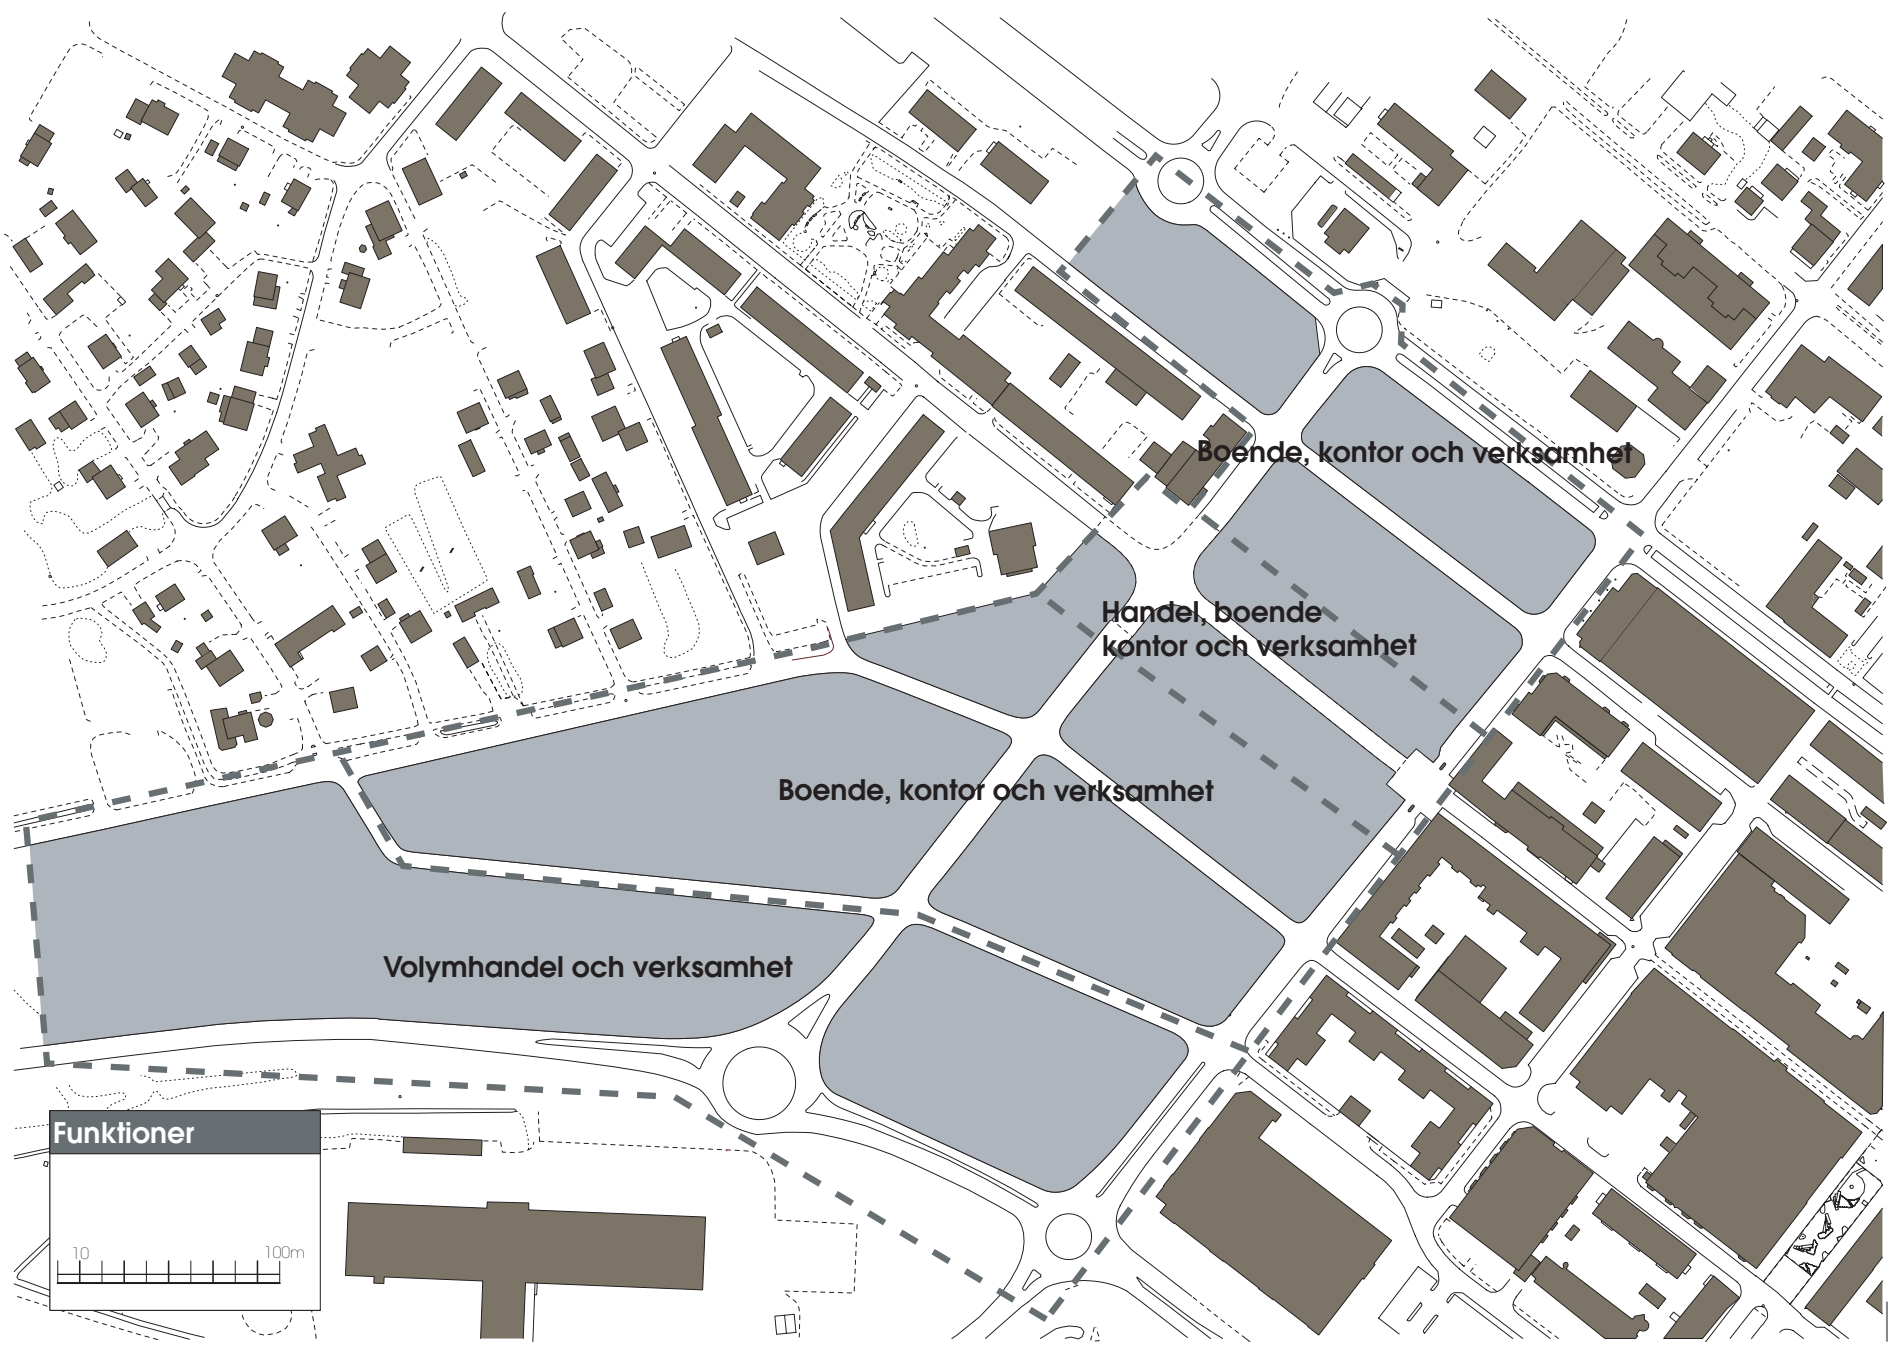 Boende, kontor och verksamhet
Handel, boende
kontor och verksamhet
Boende, kontor och verksamhet
Volymhandel och verksamhet
Funktioner
10 100m